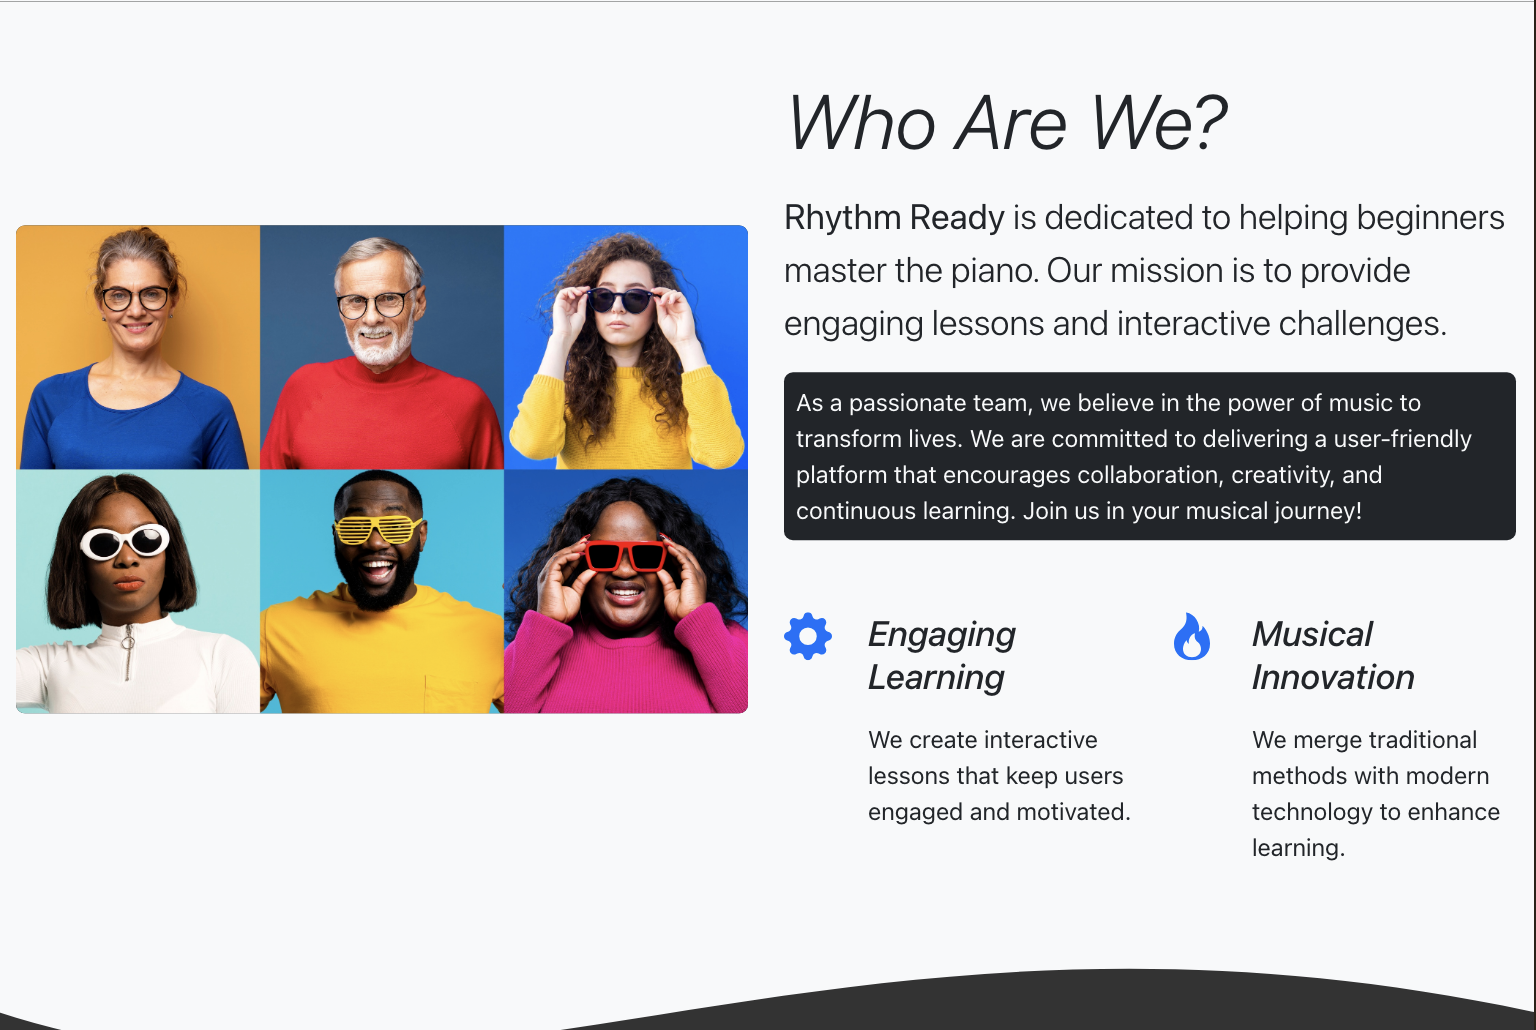 Who Are We?
Rhythm Ready is dedicated to helping beginners
master the piano. Our mission is to provide
engaging lessons and interactive challenges.
As a passionate team, we believe in the power of music to
transform lives. We are committed to delivering a user-friendly
platform that encourages collaboration, creativity, and
continuous learning. Join us in your musical journey!
Engaging
Learning
We create interactive
lessons that keep users
engaged and motivated.
Musical
Innovation
We merge traditional
methods with modern
technology to enhance
learning.